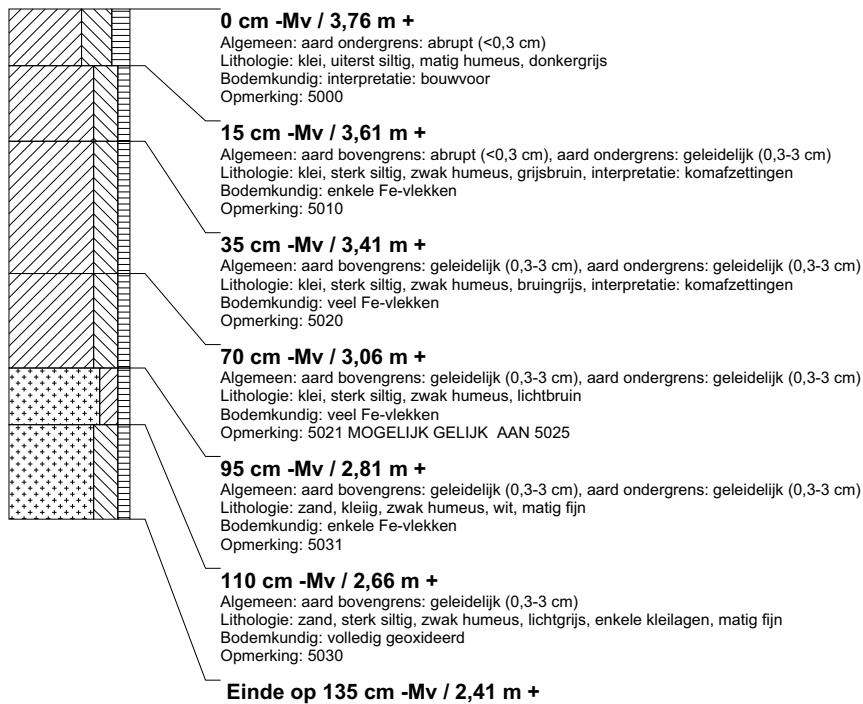 0 cm -Mv / 3,76 m +
Algemeen: aard ondergrens: abrupt (<0,3 cm)
Lithologie: klei, uiterst siltig, matig humeus, donkergrijs
Bodemkundig: interpretatie: bouwvoor
Opmerking: 5000
15 cm -Mv / 3,61 m +
Algemeen: aard bovengrens: abrupt (<0,3 cm), aard ondergrens: geleidelijk (0,3-3 cm)
Lithologie: klei, sterk siltig, zwak humeus, grijsbruin, interpretatie: komafzettingen
Bodemkundig: enkele Fe-vlekken
Opmerking: 5010
35 cm -Mv / 3,41 m +
Algemeen: aard bovengrens: geleidelijk (0,3-3 cm), aard ondergrens: geleidelijk (0,3-3 cm)
Lithologie: klei, sterk siltig, zwak humeus, bruingrijs, interpretatie: komafzettingen
Bodemkundig: veel Fe-vlekken
Opmerking: 5020
70 cm -Mv / 3,06 m +
Algemeen: aard bovengrens: geleidelijk (0,3-3 cm), aard ondergrens: geleidelijk (0,3-3 cm)
Lithologie: klei, sterk siltig, zwak humeus, lichtbruin
Bodemkundig: veel Fe-vlekken
Opmerking: 5021 MOGELIJK GELIJK AAN 5025
95 cm -Mv / 2,81 m +
Algemeen: aard bovengrens: geleidelijk (0,3-3 cm), aard ondergrens: geleidelijk (0,3-3 cm)
Lithologie: zand, kleiig, zwak humeus, wit, matig fijn
Bodemkundig: enkele Fe-vlekken
Opmerking: 5031
110 cm -Mv / 2,66 m +
Algemeen: aard bovengrens: geleidelijk (0,3-3 cm)
Lithologie: zand, sterk siltig, zwak humeus, lichtgrijs, enkele kleilagen, matig fijn
Bodemkundig: volledig geoxideerd
Opmerking: 5030
Einde op 135 cm -Mv / 2,41 m +